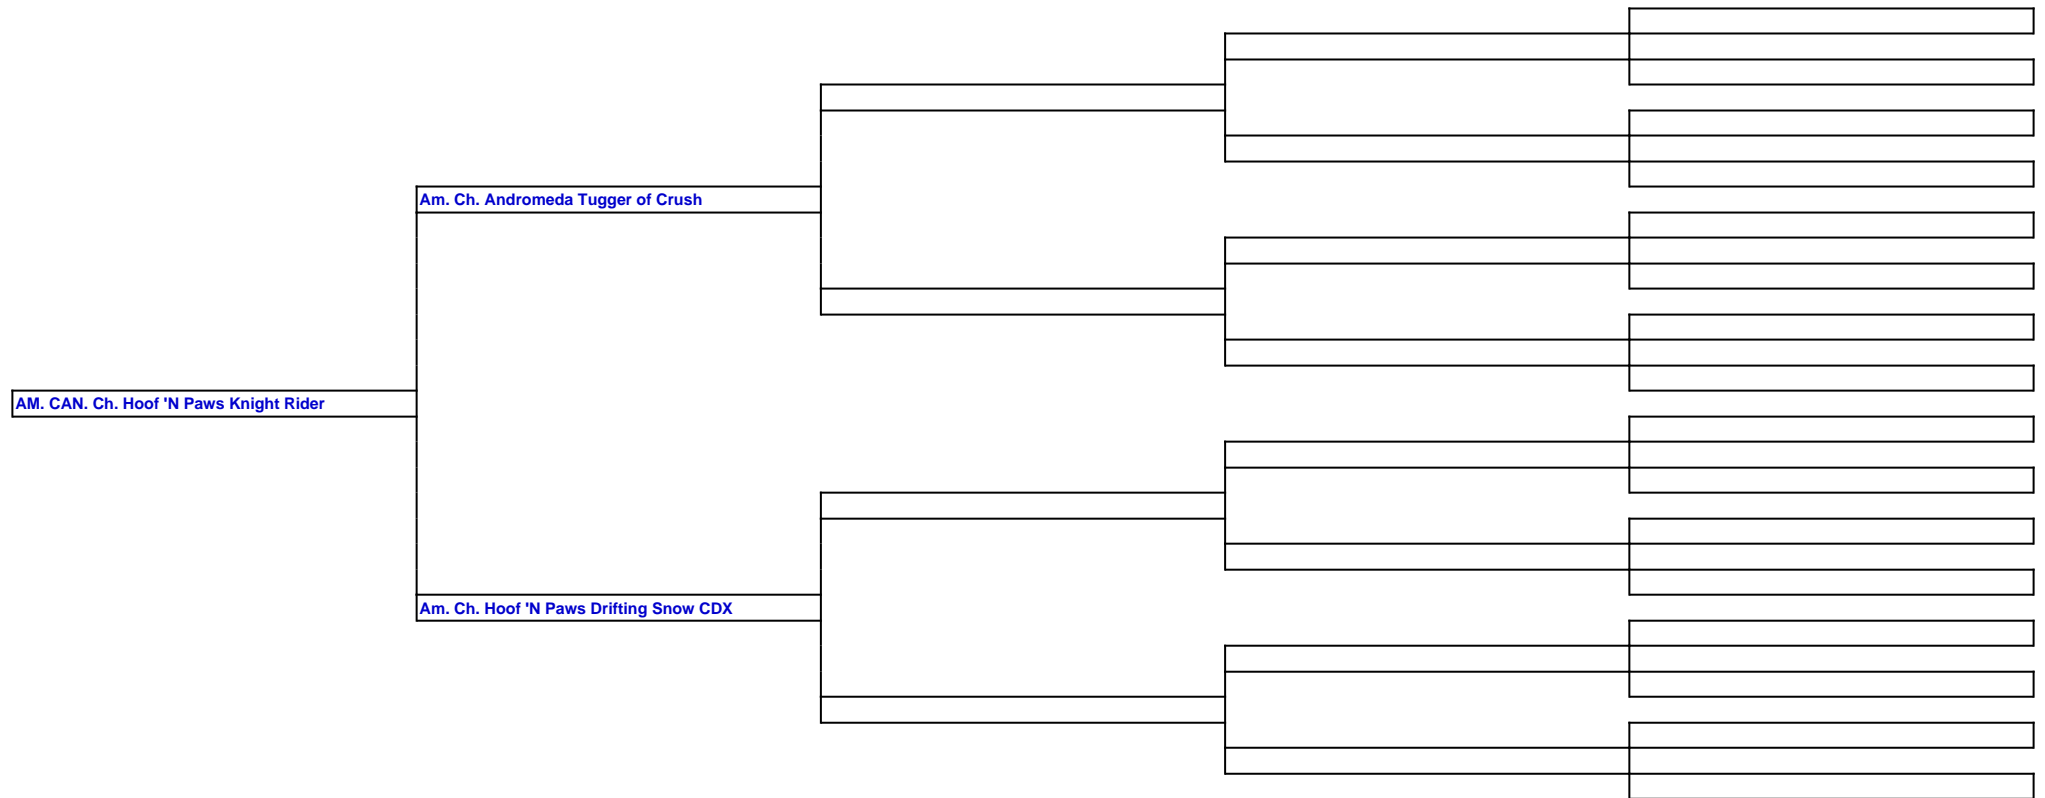 Am. Ch. Andromeda Tugger of Crush
AM. CAN. Ch. Hoof 'N Paws Knight Rider
Am. Ch. Hoof 'N Paws Drifting Snow CDX